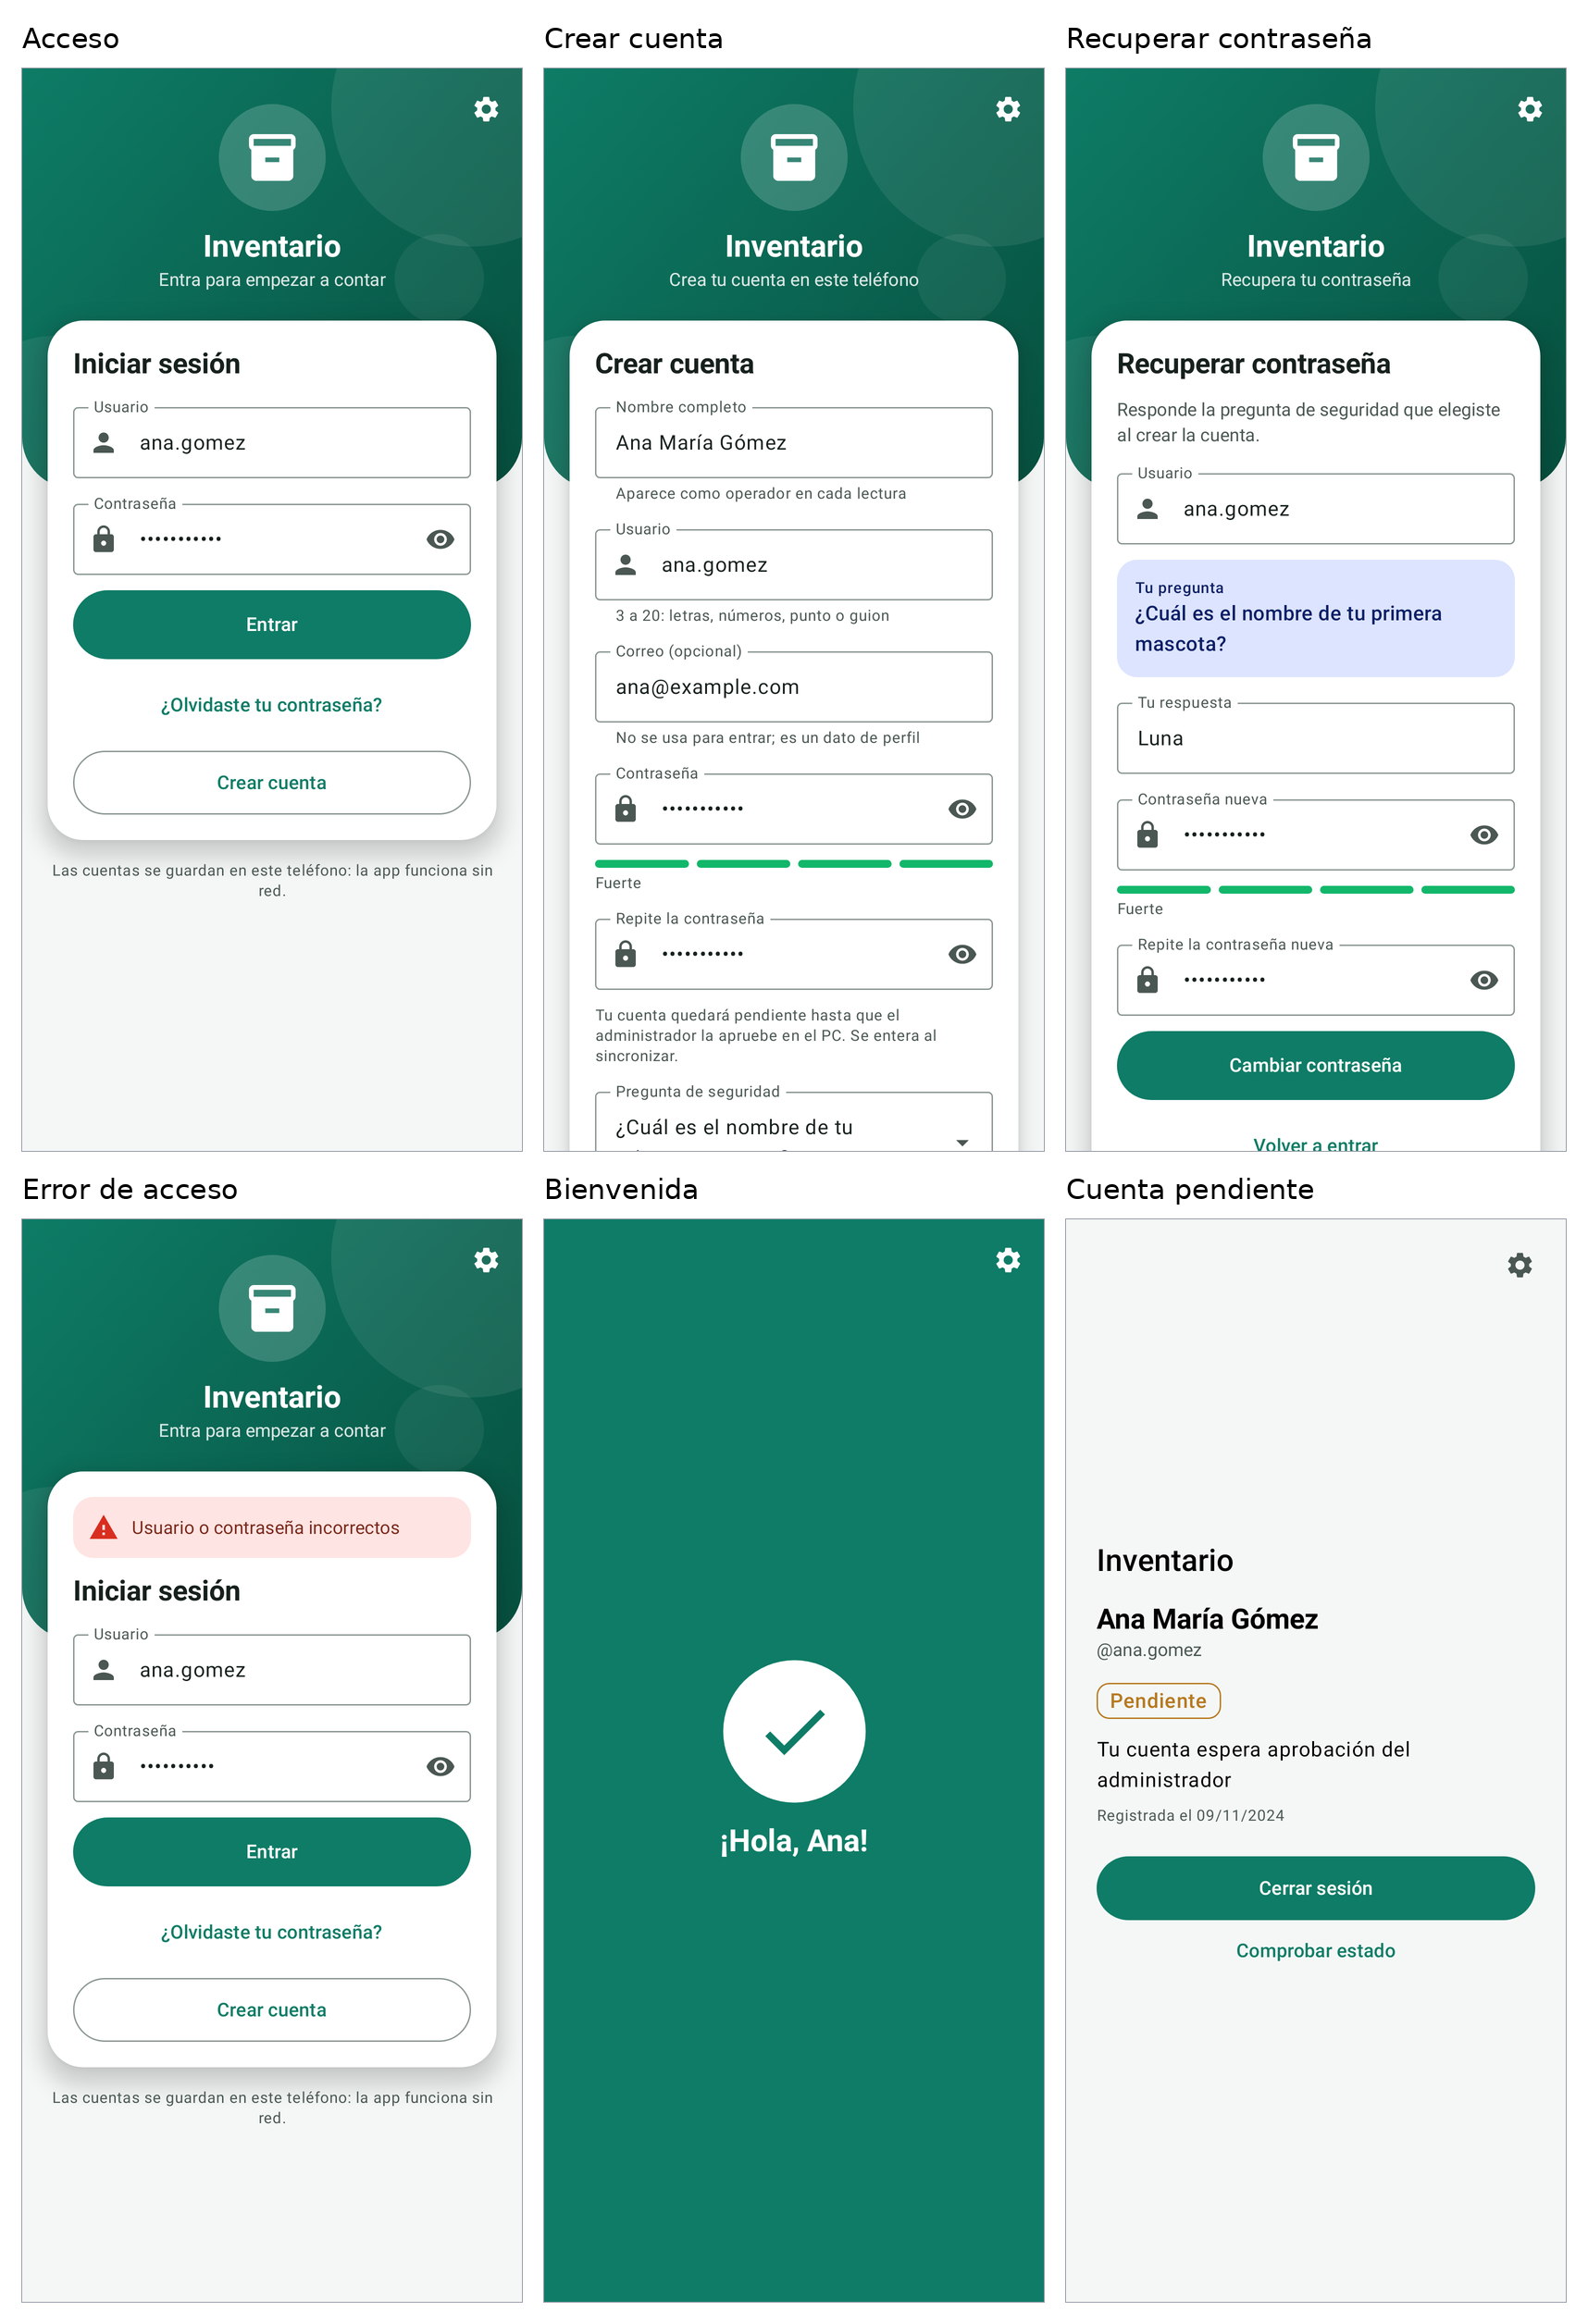 Acceso
Inventario
Entra para empezar a contar
Iniciar sesión
Usuario
ana.gomez
Contraseña
•••••••••••
Entrar
¿Olvidaste tu contraseña?
Crear cuenta
Las cuentas se guardan en este teléfono: la app funciona sin
red.
Crear cuenta
Inventario
Crea tu cuenta en este teléfono
Crear cuenta
Nombre completo
Ana María Gómez
Aparece como operador en cada lectura
Usuario
ana.gomez
3 a 20: letras, números, punto o guion
Correo (opcional)
ana@example.com
No se usa para entrar; es un dato de perfil
Contraseña
•••••••••••
Fuerte
Repite la contraseña
•••••••••••
Tu cuenta quedará pendiente hasta que el
administrador la apruebe en el PC. Se entera al
sincronizar.
Pregunta de seguridad
¿Cuál es el nombre de tu
Recuperar contraseña
Inventario
Recupera tu contraseña
Recuperar contraseña
Responde la pregunta de seguridad que elegiste
al crear la cuenta.
Usuario
ana.gomez
Tu pregunta
¿Cuál es el nombre de tu primera
mascota?
Tu respuesta
Luna
Contraseña nueva
•••••••••••
Fuerte
Repite la contraseña nueva
•••••••••••
Cambiar contraseña
Volver a entrar
Error de acceso
Inventario
Entra para empezar a contar
Usuario o contraseña incorrectos
Iniciar sesión
Usuario
ana.gomez
Contraseña
••••••••••
Entrar
¿Olvidaste tu contraseña?
Crear cuenta
Las cuentas se guardan en este teléfono: la app funciona sin
red.
Bienvenida
¡Hola, Ana!
Cuenta pendiente
Inventario
Ana María Gómez
@ana.gomez
Pendiente
Tu cuenta espera aprobación del
administrador
Registrada el 09/11/2024
Cerrar sesión
Comprobar estado